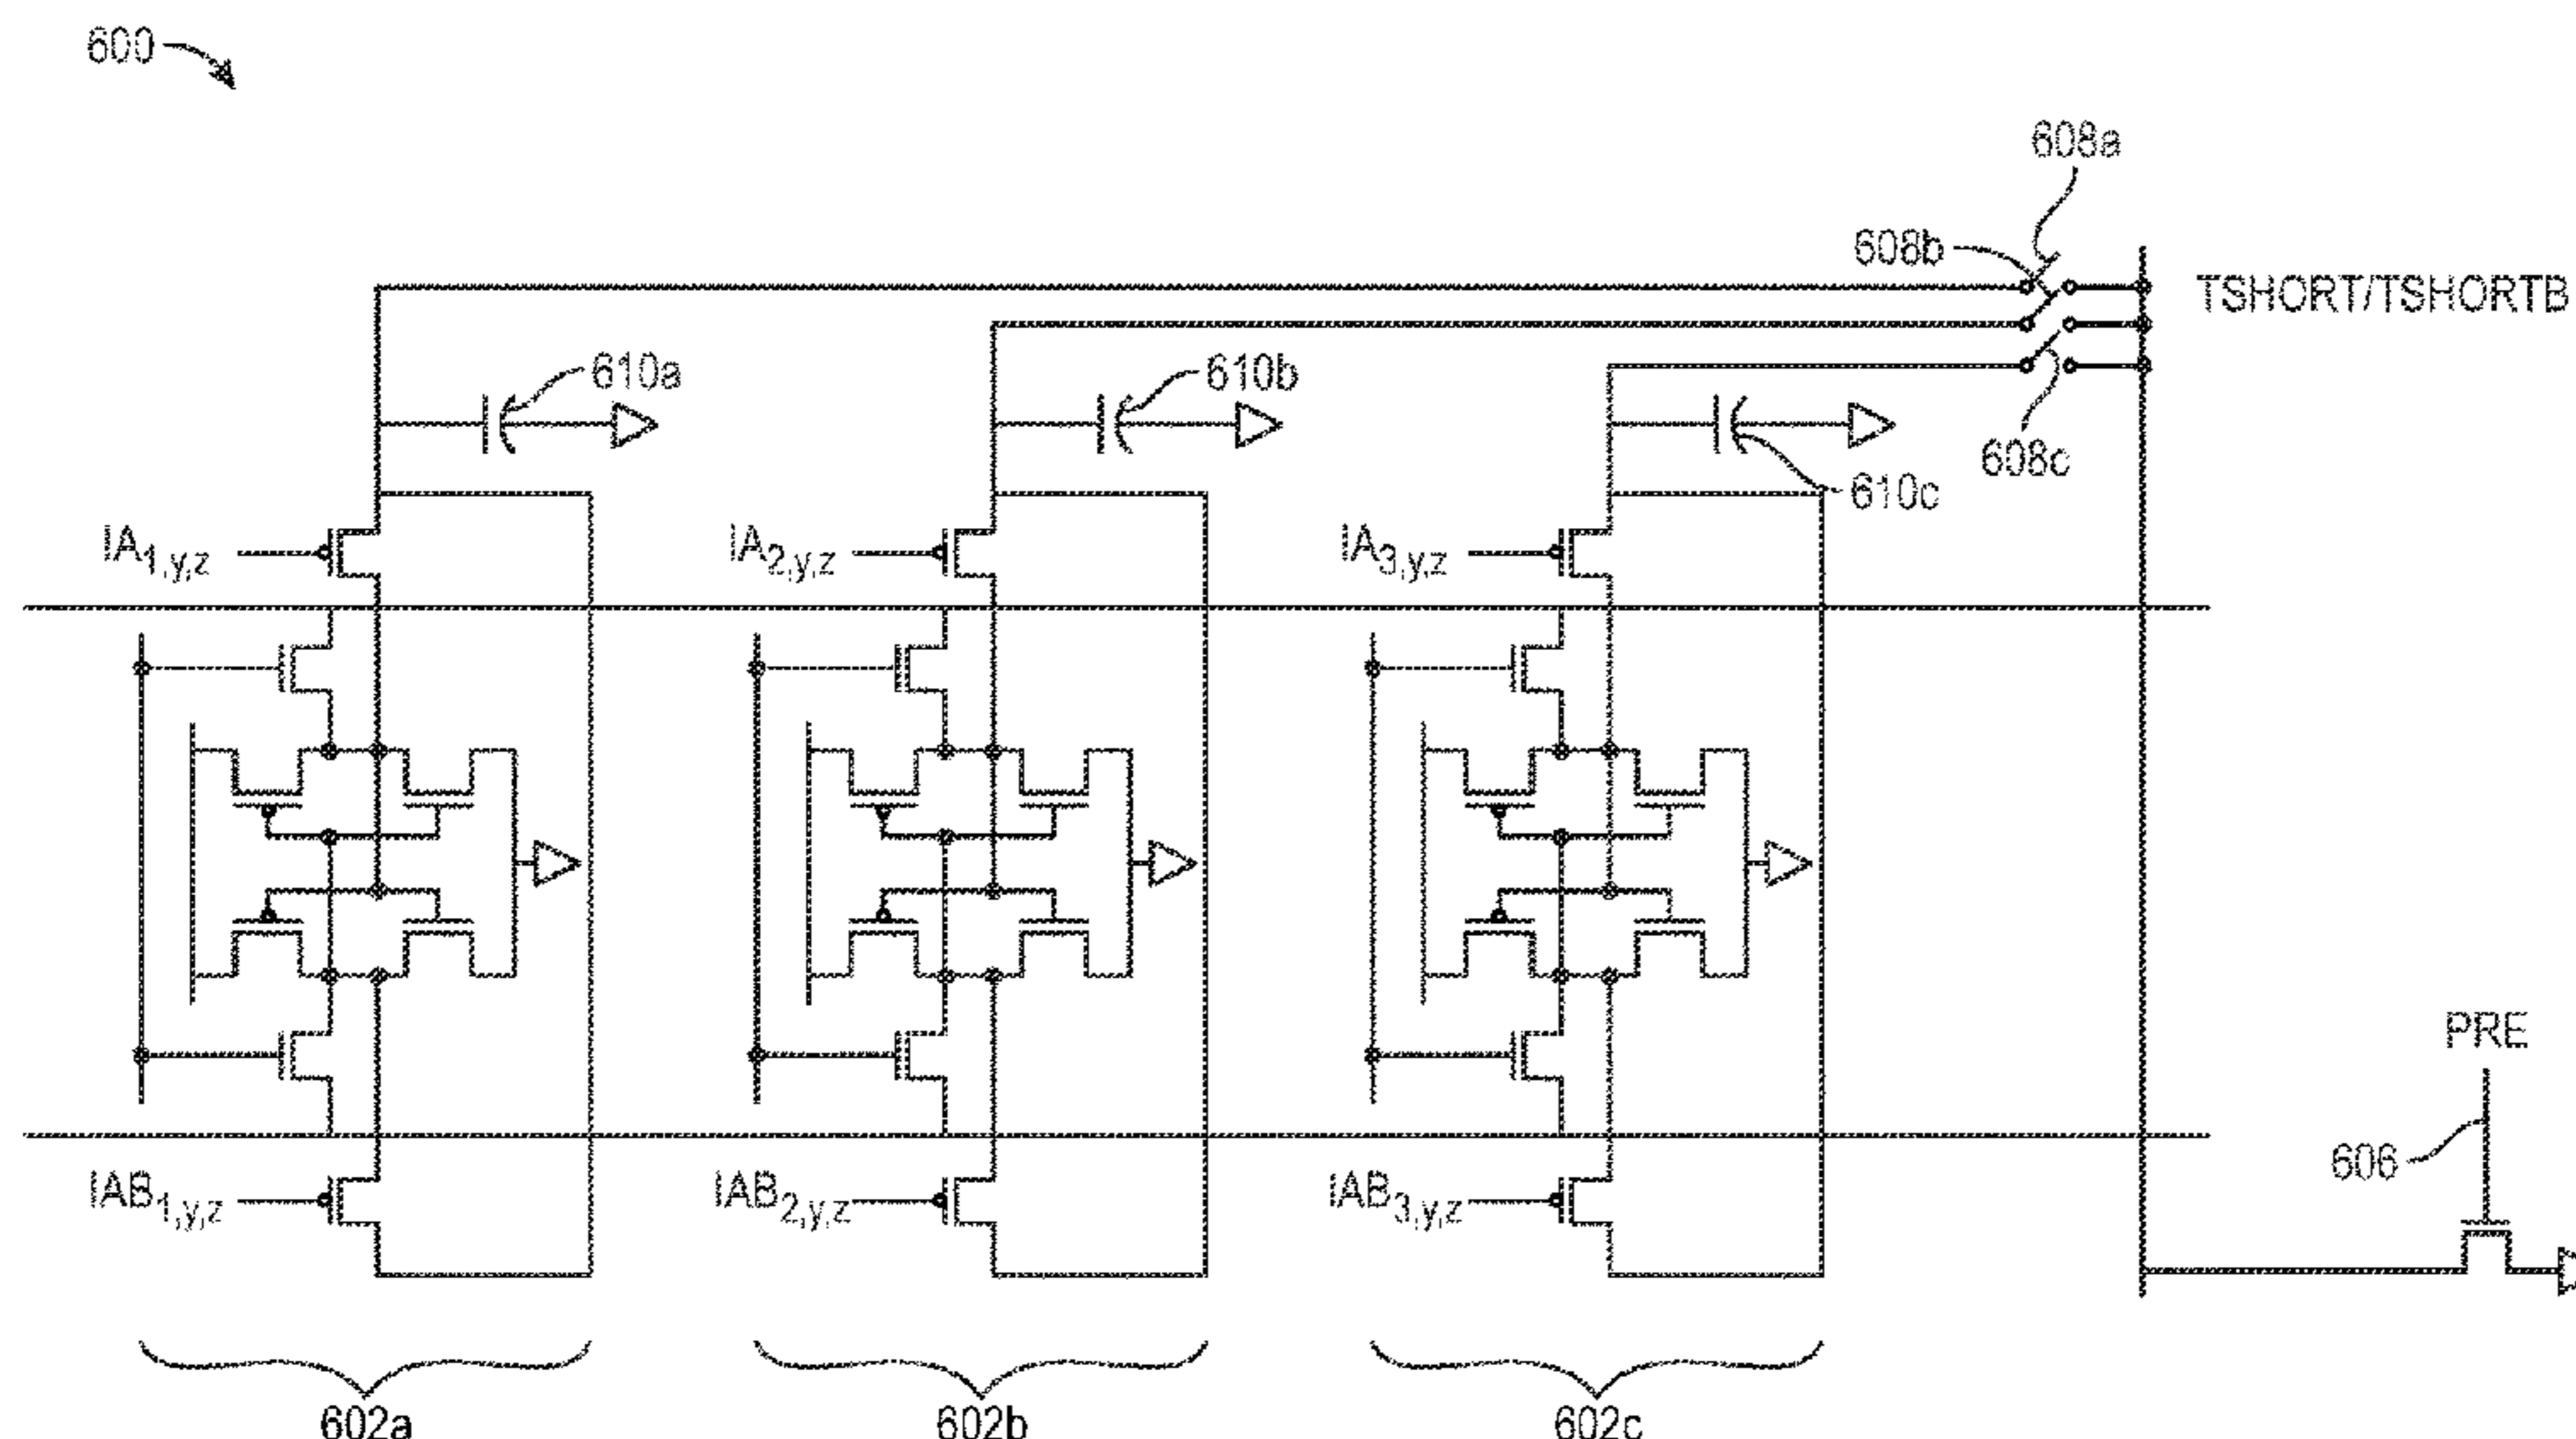 600
608a
608b
TSHORT/TSHORTB
610a
610b
608c
610c
IA1,y,z
IA2,y,z
IA3,y,z
PRE
606
IAB1,y,z
IAB2,y,z
IAB3,y,z
602a
602b
602c